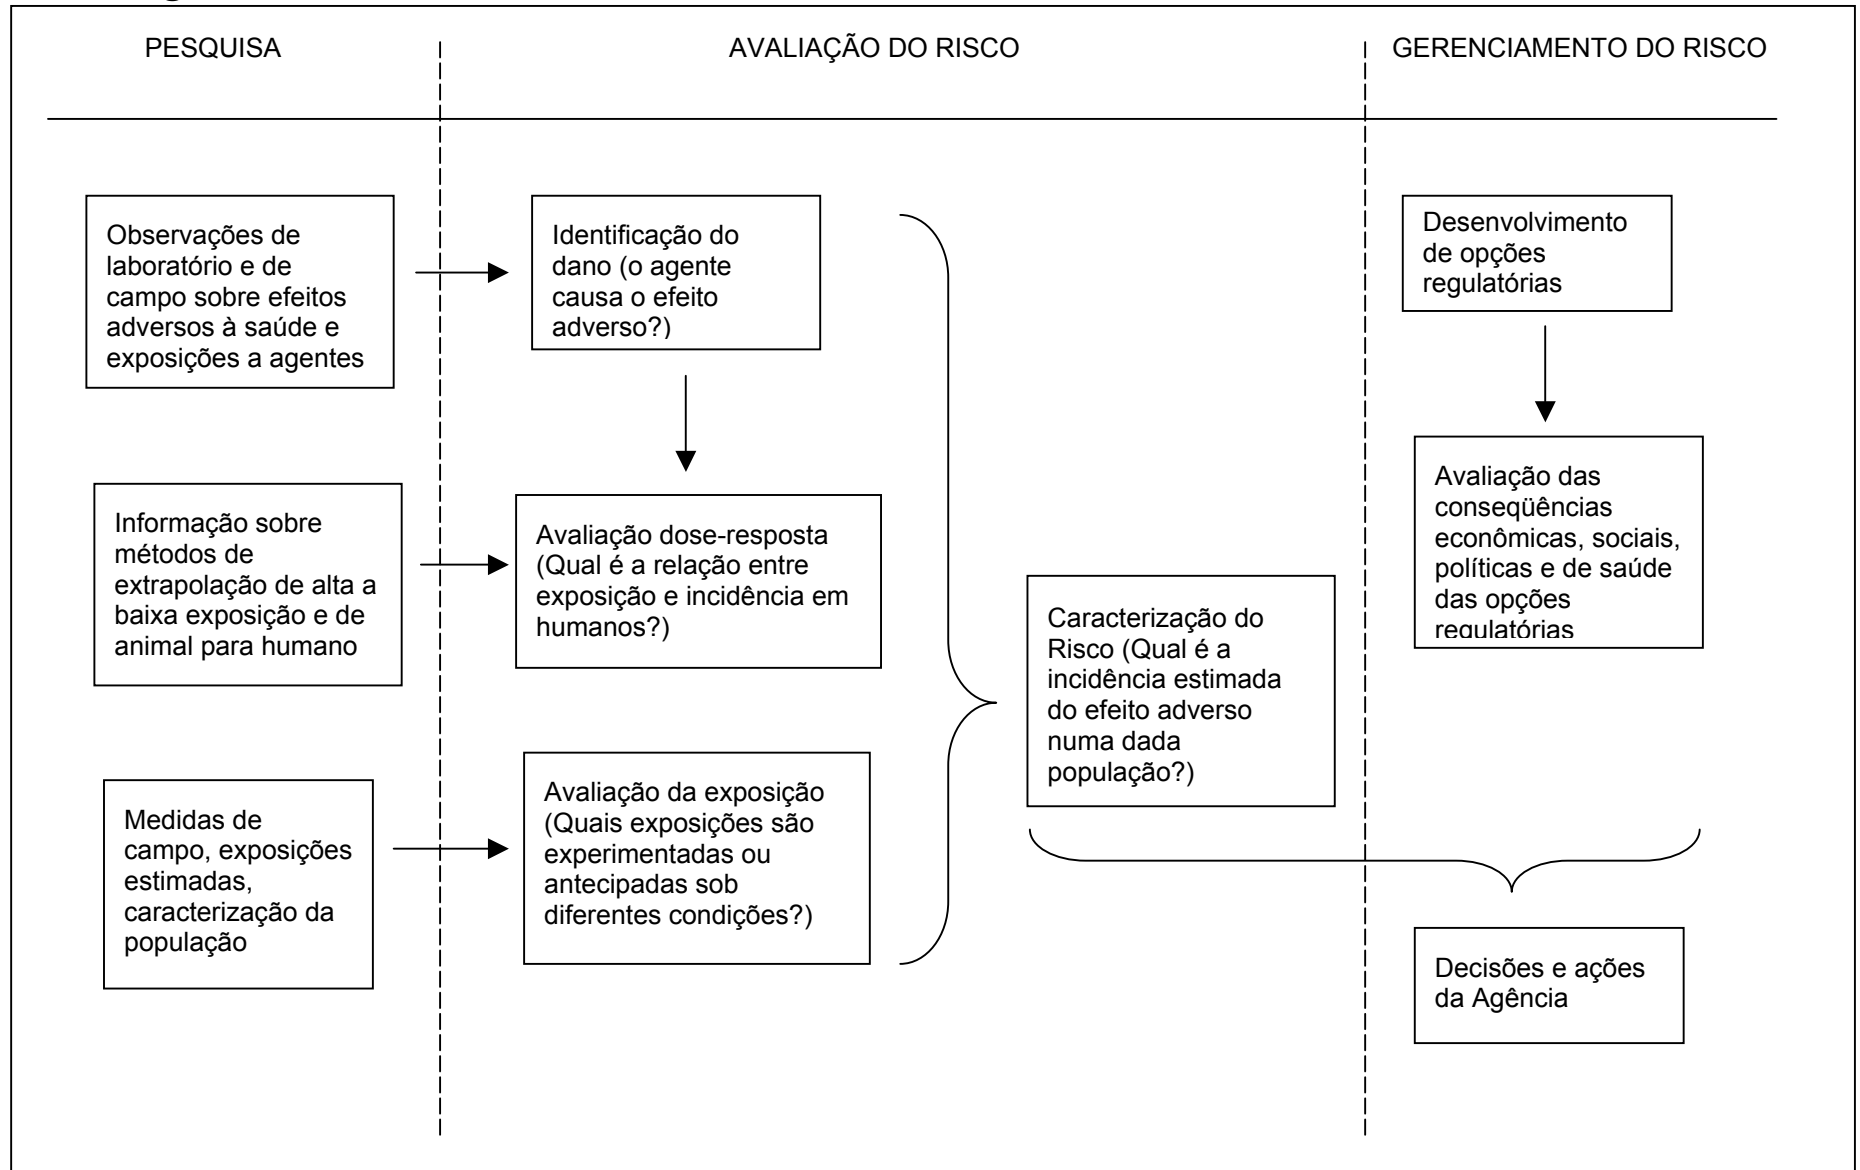 PESQUISA
AVALIAÇÃO DO RISCO
GERENCIAMENTO DO RISCO
Observações de
laboratório e de
campo sobre efeitos
adversos à saúde e
exposições a agentes
Identificação do
dano (o agente
causa o efeito
adverso?)
Desenvolvimento
de opções
regulatórias
Informação sobre
métodos de
extrapolação de alta a
baixa exposição e de
animal para humano
Avaliação dose-resposta
(Qual é a relação entre
exposição e incidência em
humanos?)
Avaliação das
conseqüências
econômicas, sociais,
políticas e de saúde
das opções
regulatórias
Caracterização do
Risco (Qual é a
incidência estimada
do efeito adverso
numa dada
população?)
Medidas de
campo, exposições
estimadas,
caracterização da
população
Avaliação da exposição
(Quais exposições são
experimentadas ou
antecipadas sob
diferentes condições?)
Decisões e ações
da Agência